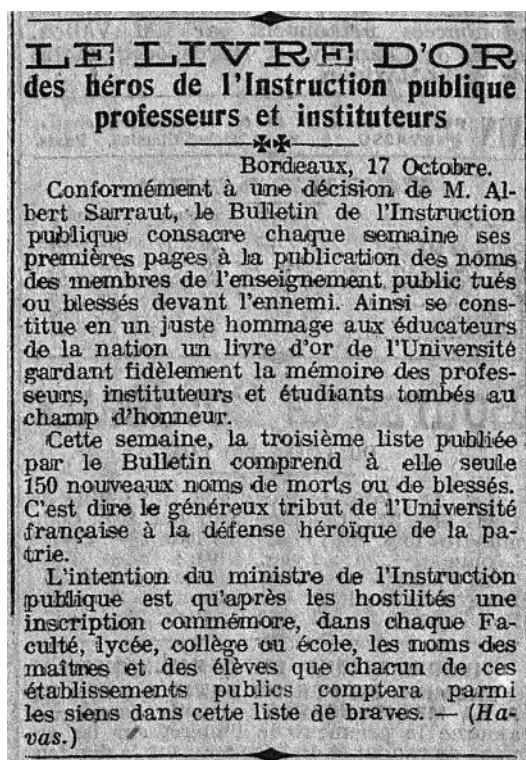 LE LIVRE D'OR
des héros de l'Instruction publique
professeurs et instituteurs
Bordeaux, 17 Octobre.
Conformément à une décision de M. Al-
bert Sarraut, le Bulletin de l'Instruction
publique consacre chaque semaine ses
premières pages à la publication des noms
des membres de l'enseignement public tués
ou blessés devant l'ennemi. Ainsi se cons-
titue en un juste hommage aux éducateurs
de la nation un livre d'or de l'Université
gardant fidèlement la mémoire des profes-
seurs, instituteurs et étudiants tombés au
champ d'honneur.
Cette semaine, la troisième liste publiée
par le Bulletin comprend à elle seule
150 nouveaux noms de morts ou de blessés.
C'est dire le généreux tribut de l'Université
française à la défense héroïque de la pa-
trie.
L'intention du ministre de l'Instruction
publique est qu'après les hostilités une
inscription commémore, dans chaque Fa-
culté, lycée, collège ou école, les noms des
maîtres et des élèves que chacun de ces
établissements publics comptera parmi
les siens dans cette liste de braves. — (Ha-
vas.)